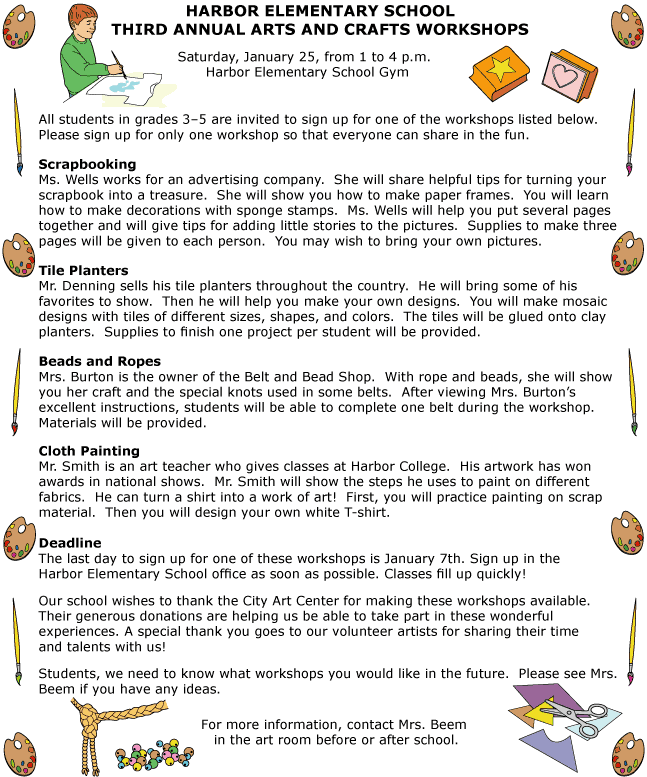 HARBOR ELEMENTARY SCHOOL
THIRD ANNUAL ARTS AND CRAFTS WORKSHOPS
Saturday, January 25, from 1 to 4 p.m.
Harbor Elementary School Gym
All students in grades 3–5 are invited to sign up for one of the workshops listed below.
Please sign up for only one workshop so that everyone can share in the fun.
Scrapbooking
Ms. Wells works for an advertising company.  She will share helpful tips for turning your
scrapbook into a treasure.  She will show you how to make paper frames.  You will learn
how to make decorations with sponge stamps.  Ms. Wells will help you put several pages
together and will give tips for adding little stories to the pictures.  Supplies to make three
pages will be given to each person.  You may wish to bring your own pictures.
Tile Planters
Mr. Denning sells his tile planters throughout the country.  He will bring some of his
favorites to show.  Then he will help you make your own designs.  You will make mosaic
designs with tiles of different sizes, shapes, and colors.  The tiles will be glued onto clay
planters.  Supplies to finish one project per student will be provided.
Beads and Ropes
Mrs. Burton is the owner of the Belt and Bead Shop.  With rope and beads, she will show
you her craft and the special knots used in some belts.  After viewing Mrs. Burton’s
excellent instructions, students will be able to complete one belt during the workshop.
Materials will be provided.
Cloth Painting
Mr. Smith is an art teacher who gives classes at Harbor College.  His artwork has won
awards in national shows.  Mr. Smith will show the steps he uses to paint on different
fabrics.  He can turn a shirt into a work of art!  First, you will practice painting on scrap
material.  Then you will design your own white T-shirt.
Deadline
The last day to sign up for one of these workshops is January 7th. Sign up in the
Harbor Elementary School office as soon as possible. Classes fill up quickly!
Our school wishes to thank the City Art Center for making these workshops available.
Their generous donations are helping us be able to take part in these wonderful
experiences. A special thank you goes to our volunteer artists for sharing their time
and talents with us!
Students, we need to know what workshops you would like in the future.  Please see Mrs.
Beem if you have any ideas.
For more information, contact Mrs. Beem
in the art room before or after school.